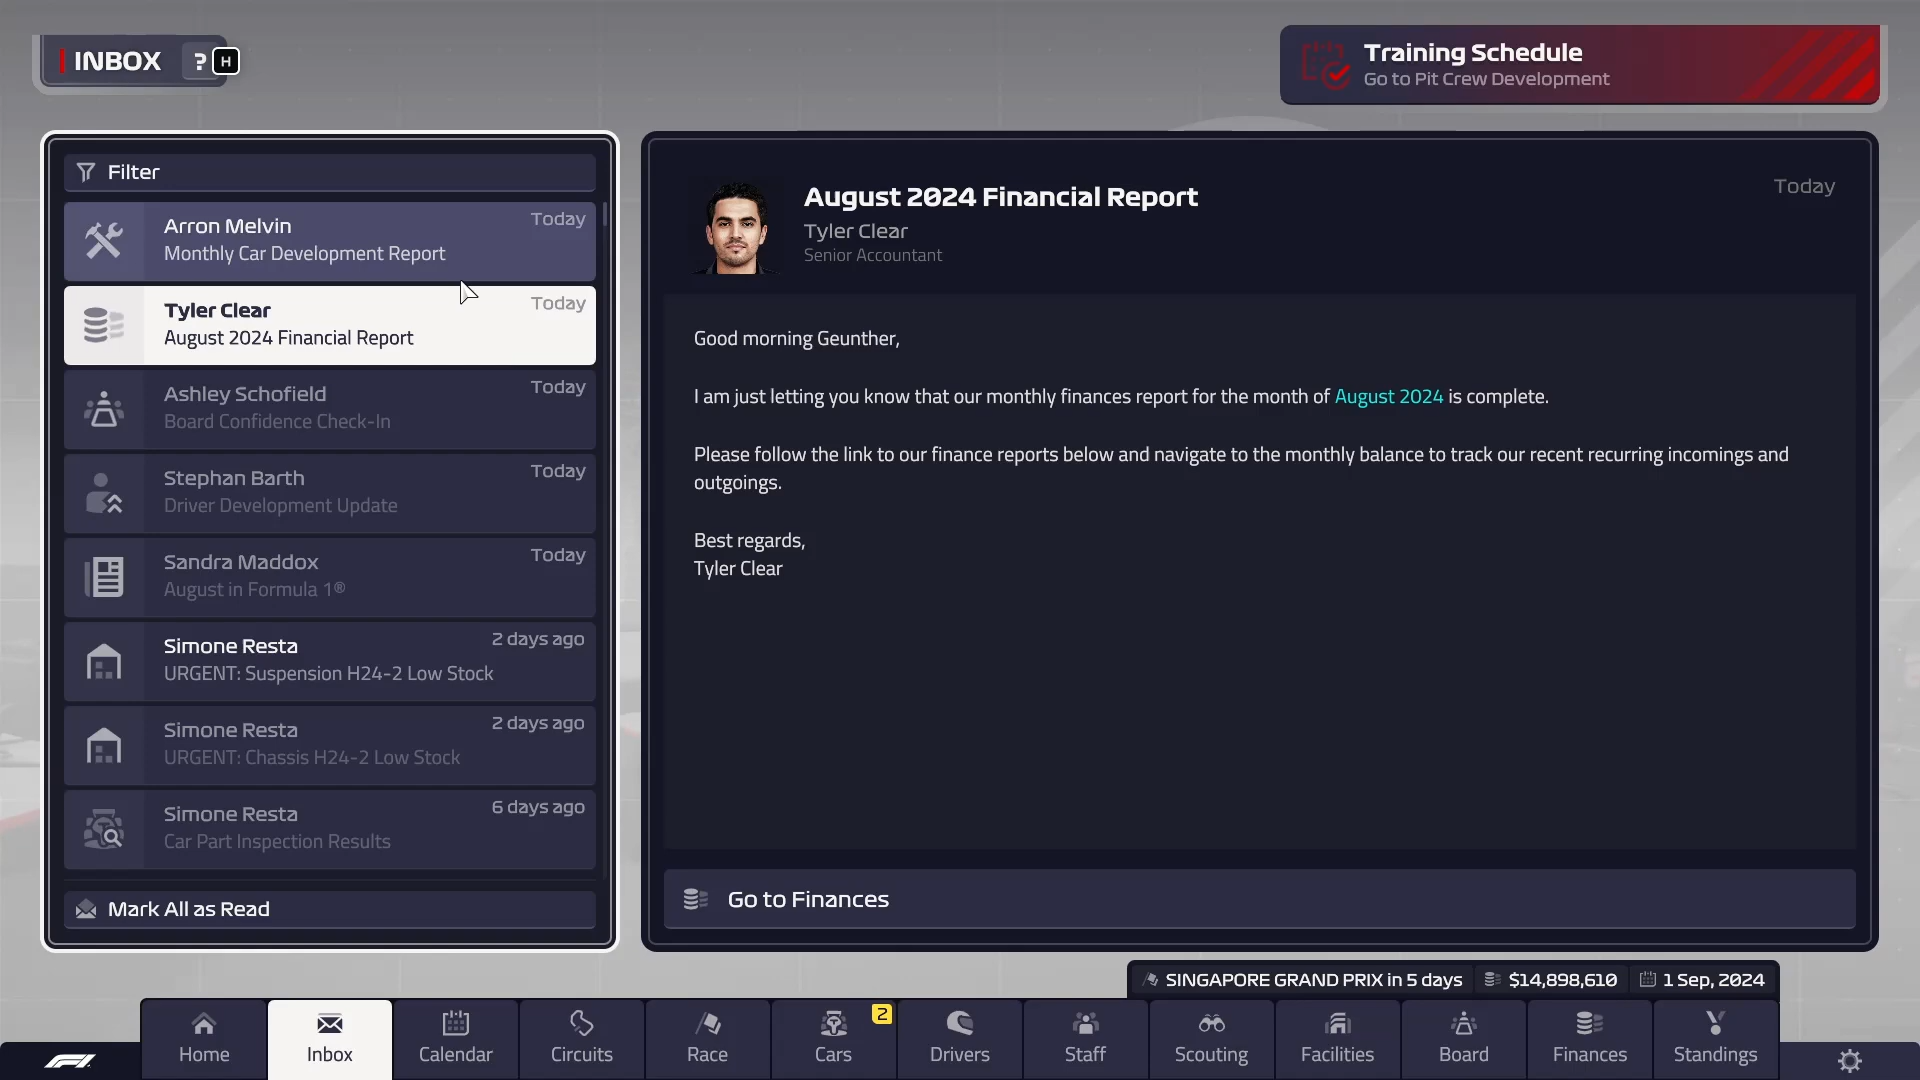 INBOX
?
H
Training Schedule
Go to Pit Crew Development
Filter
Arron Melvin
Today
Monthly Car Development Report
Tyler Clear
Today
August 2024 Financial Report
Ashley Schofield
Today
Board Confidence Check-In
Stephan Barth
Today
Driver Development Update
Sandra Maddox
Today
August in Formula 1®
Simone Resta
2 days ago
URGENT: Suspension H24-2 Low Stock
Simone Resta
2 days ago
URGENT: Chassis H24-2 Low Stock
Simone Resta
6 days ago
Car Part Inspection Results
Mark All as Read
August 2024 Financial Report
Today
Tyler Clear
Senior Accountant
Good morning Geunther,
I am just letting you know that our monthly finances report for the month of August 2024 is complete.
Please follow the link to our finance reports below and navigate to the monthly balance to track our recent recurring incomings and
outgoings.
Best regards,
Tyler Clear
Go to Finances
SINGAPORE GRAND PRIX in 5 days
$14,898,610
1 Sep, 2024
Home
Inbox
Calendar
Circuits
Race
2
Cars
Drivers
Staff
Scouting
Facilities
Board
Finances
Standings